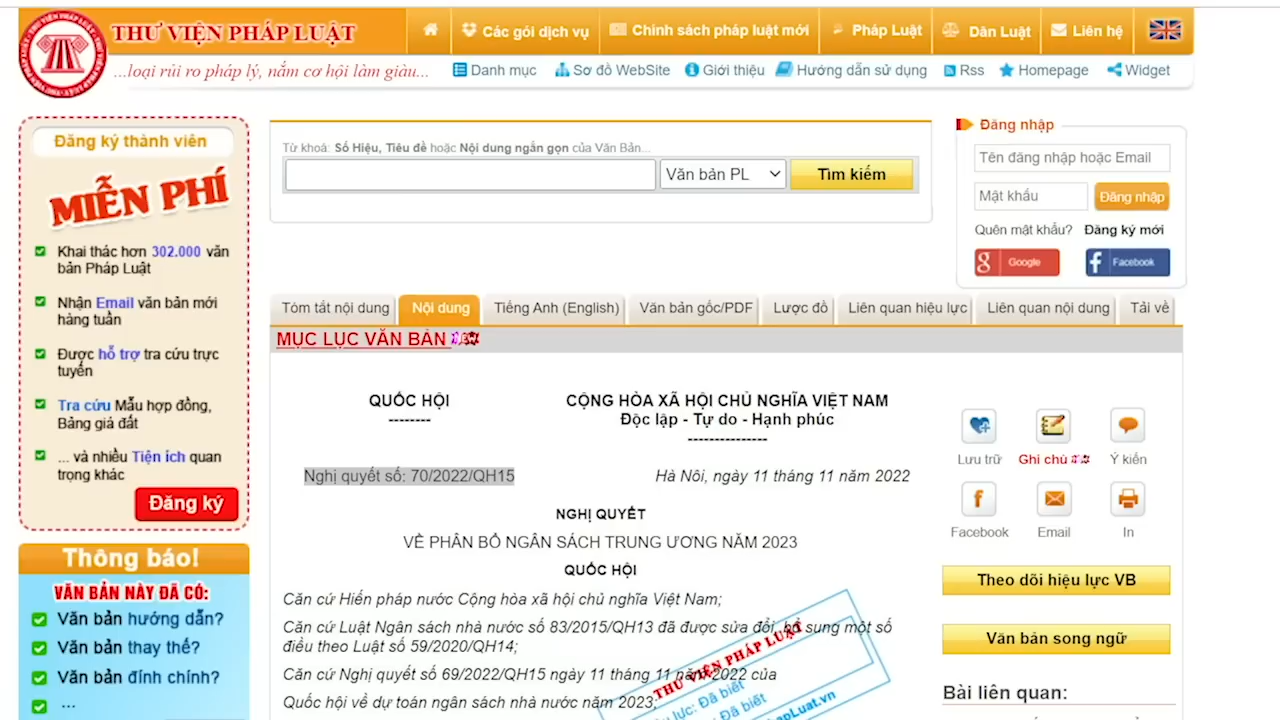 THƯ VIỆN PHÁP LUẬT
...loại rủi ro pháp lý, nắm cơ hội làm giàu...
Các gói dịch vụ
Chính sách pháp luật mới
Pháp Luật
Dân Luật
Liên hệ
Danh mục
Sơ đồ WebSite
Giới thiệu
Hướng dẫn sử dụng
Rss
Homepage
Widget
Đăng ký thành viên
MIỄN PHÍ
Khai thác hơn 302.000 văn
bản Pháp Luật
Nhận Email văn bản mới
hàng tuần
Được hỗ trợ tra cứu trực
tuyến
Tra cứu Mẫu hợp đồng,
Bảng giá đất
... và nhiều Tiện ích quan
trọng khác
Đăng ký
Thông báo!
VĂN BẢN NÀY ĐÃ CÓ:
Văn bản hướng dẫn?
Văn bản thay thế?
Văn bản đính chính?
...
Từ khoá: Số Hiệu, Tiêu đề hoặc Nội dung ngắn gọn của Văn Bản...
Văn bản PL
Tìm kiếm
Đăng nhập
Tên đăng nhập hoặc Email
Mật khẩu
Đăng nhập
Quên mật khẩu? Đăng ký mới
Google
Facebook
Tóm tắt nội dung
Nội dung
Tiếng Anh (English)
Văn bản gốc/PDF
Lược đồ
Liên quan hiệu lực
Liên quan nội dung
Tải về
MỤC LỤC VĂN BẢN
QUỐC HỘI
--------
CỘNG HÒA XÃ HỘI CHỦ NGHĨA VIỆT NAM
Độc lập - Tự do - Hạnh phúc
---------------
Nghị quyết số: 70/2022/QH15
Hà Nôi, ngày 11 tháng 11 năm 2022
NGHỊ QUYẾT
VỀ PHÂN BỔ NGÂN SÁCH TRUNG ƯƠNG NĂM 2023
QUỐC HỘI
Căn cứ Hiến pháp nước Cộng hòa xã hội chủ nghĩa Việt Nam;
Căn cứ Luật Ngân sách nhà nước số 83/2015/QH13 đã được sửa đổi, bổ sung một số
điều theo Luật số 59/2020/QH14;
Căn cứ Nghị quyết số 69/2022/QH15 ngày 11 tháng 11 năm 2022 của
Quốc hội về dự toán ngân sách nhà nước năm 2023;
THƯ VIỆN PHÁP LUẬT
lực: Đã biết
Đã biết
Luat.vn
Lưu trữ
Ghi chú
Ý kiến
Facebook
Email
In
Theo dõi hiệu lực VB
Văn bản song ngữ
Bài liên quan: